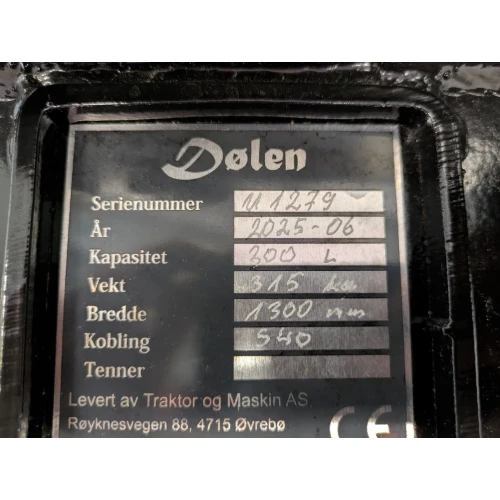 Dølen
Serienummer U1279
År 2025-06
Kapasitet 300 L
Vekt 315 kg
Bredde 1300 mm
Kobling S40
Tenner
Levert av Traktor og Maskin AS
Røyknesvegen 88, 4715 Øvrebø
CE